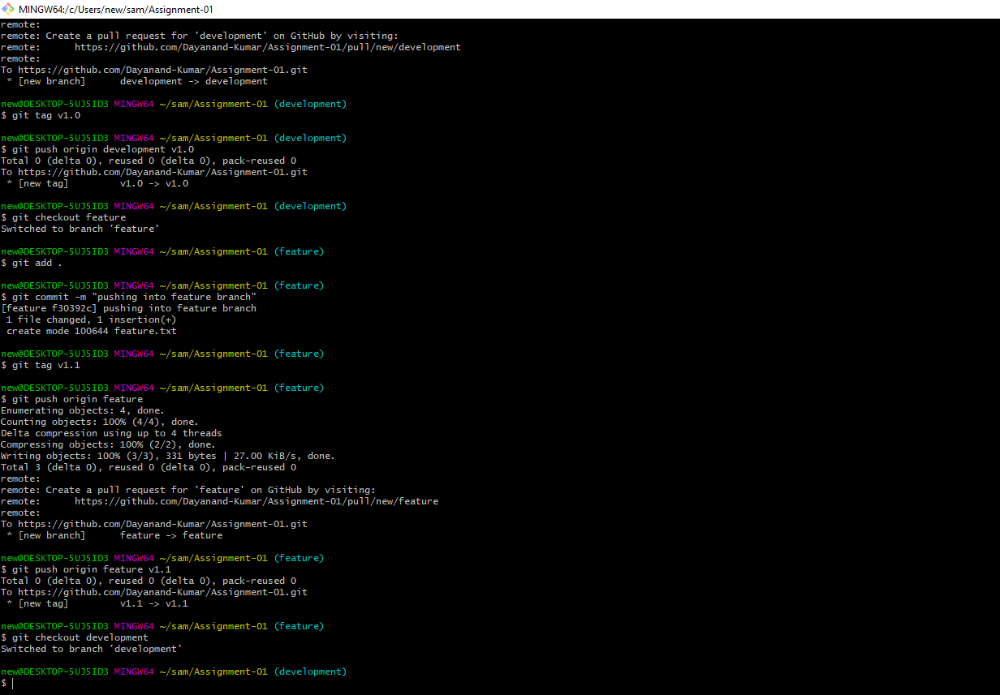 MINGW64:/c/Users/new/sam/Assignment-01
remote:
remote: Create a pull request for 'development' on GitHub by visiting:
remote:      https://github.com/Dayanand-Kumar/Assignment-01/pull/new/development
remote:
To https://github.com/Dayanand-Kumar/Assignment-01.git
 * [new branch]      development -> development
new@DESKTOP-5UJ5ID3 MINGW64 ~/sam/Assignment-01 (development)
$ git tag v1.0
new@DESKTOP-5UJ5ID3 MINGW64 ~/sam/Assignment-01 (development)
$ git push origin development v1.0
Total 0 (delta 0), reused 0 (delta 0), pack-reused 0
To https://github.com/Dayanand-Kumar/Assignment-01.git
 * [new tag]         v1.0 -> v1.0
new@DESKTOP-5UJ5ID3 MINGW64 ~/sam/Assignment-01 (development)
$ git checkout feature
Switched to branch 'feature'
new@DESKTOP-5UJ5ID3 MINGW64 ~/sam/Assignment-01 (feature)
$ git add .
new@DESKTOP-5UJ5ID3 MINGW64 ~/sam/Assignment-01 (feature)
$ git commit -m "pushing into feature branch"
[feature f30392c] pushing into feature branch
 1 file changed, 1 insertion(+)
 create mode 100644 feature.txt
new@DESKTOP-5UJ5ID3 MINGW64 ~/sam/Assignment-01 (feature)
$ git tag v1.1
new@DESKTOP-5UJ5ID3 MINGW64 ~/sam/Assignment-01 (feature)
$ git push origin feature
Enumerating objects: 4, done.
Counting objects: 100% (4/4), done.
Delta compression using up to 4 threads
Compressing objects: 100% (2/2), done.
Writing objects: 100% (3/3), 331 bytes | 27.00 KiB/s, done.
Total 3 (delta 0), reused 0 (delta 0), pack-reused 0
remote:
remote: Create a pull request for 'feature' on GitHub by visiting:
remote:      https://github.com/Dayanand-Kumar/Assignment-01/pull/new/feature
remote:
To https://github.com/Dayanand-Kumar/Assignment-01.git
 * [new branch]      feature -> feature
new@DESKTOP-5UJ5ID3 MINGW64 ~/sam/Assignment-01 (feature)
$ git push origin feature v1.1
Total 0 (delta 0), reused 0 (delta 0), pack-reused 0
To https://github.com/Dayanand-Kumar/Assignment-01.git
 * [new tag]         v1.1 -> v1.1
new@DESKTOP-5UJ5ID3 MINGW64 ~/sam/Assignment-01 (feature)
$ git checkout development
Switched to branch 'development'
new@DESKTOP-5UJ5ID3 MINGW64 ~/sam/Assignment-01 (development)
$